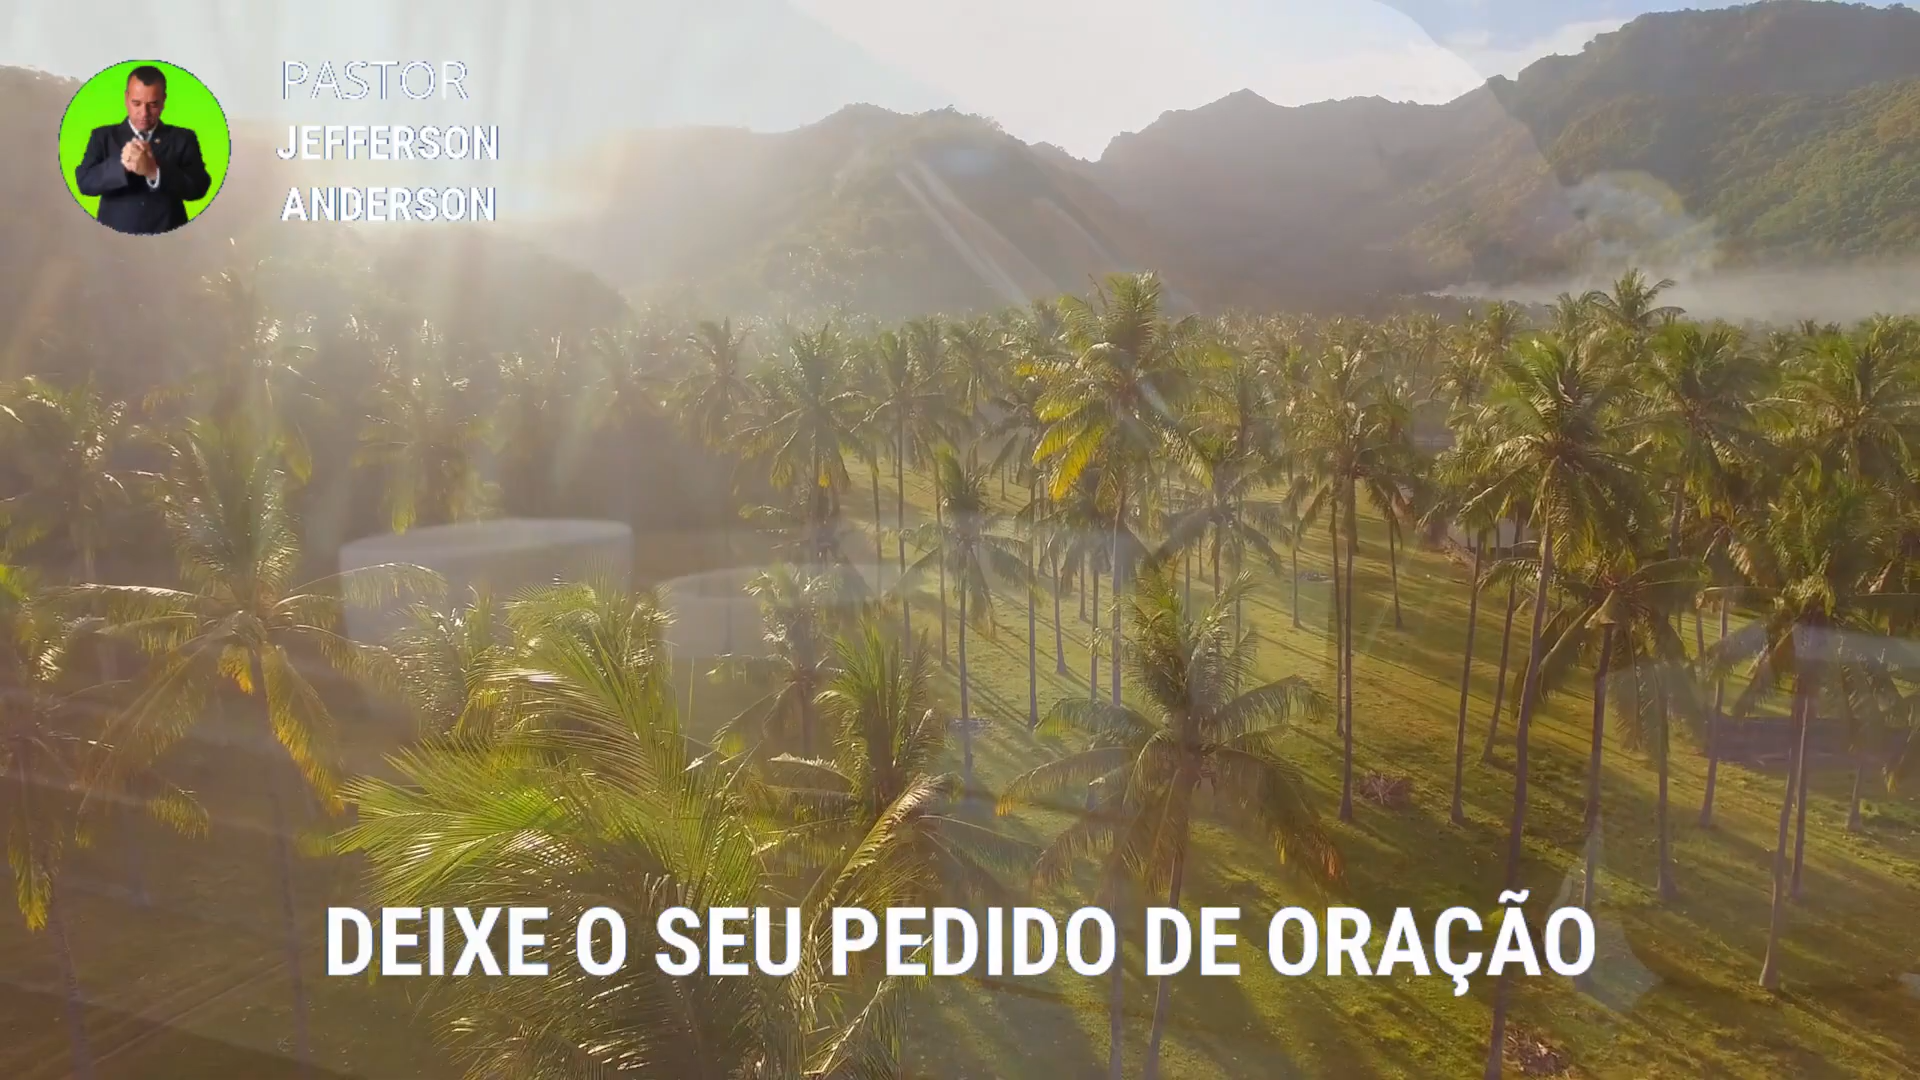 PASTOR
JEFFERSON
ANDERSON
DEIXE O SEU PEDIDO DE ORAÇÃO